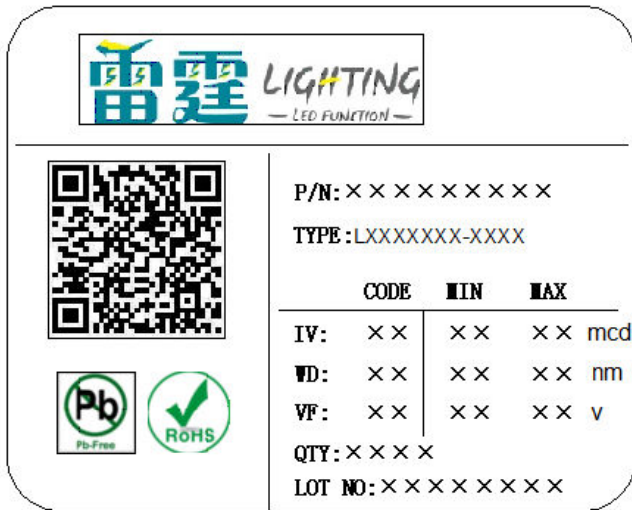 雷霆 LIGHTING
— LED FUNCTION —
P/N:×××××××××
TYPE:LXXXXXXX-XXXX
CODE MIN MAX
IV: ×× ×× ×× mcd
WD: ×× ×× ×× nm
VF: ×× ×× ×× v
QTY:××××
LOT NO:××××××××
Pb
Pb-Free
RoHS